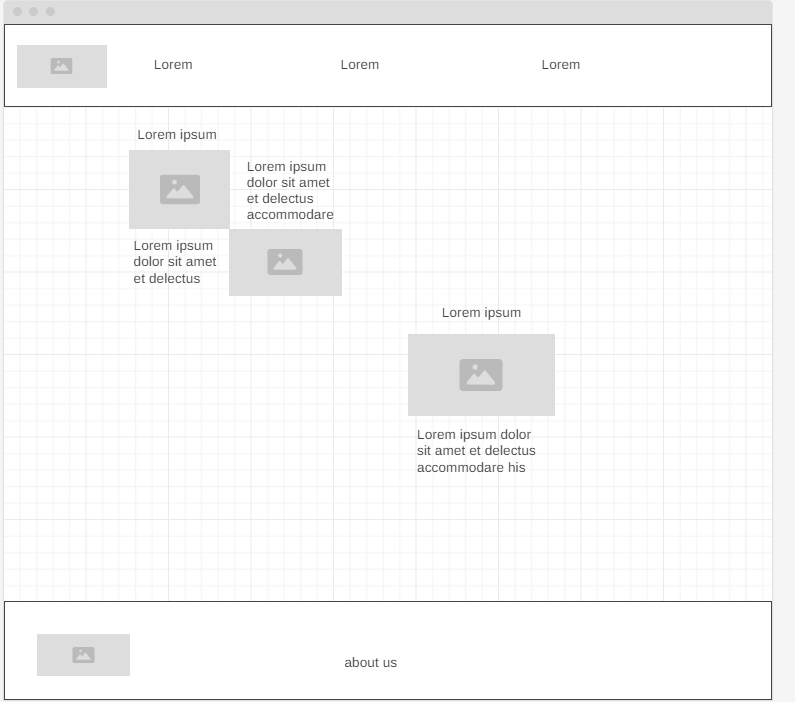 Lorem
Lorem
Lorem
Lorem ipsum
Lorem ipsum
dolor sit amet
et delectus
accommodare
Lorem ipsum
dolor sit amet
et delectus
Lorem ipsum
Lorem ipsum dolor
sit amet et delectus
accommodare his
about us